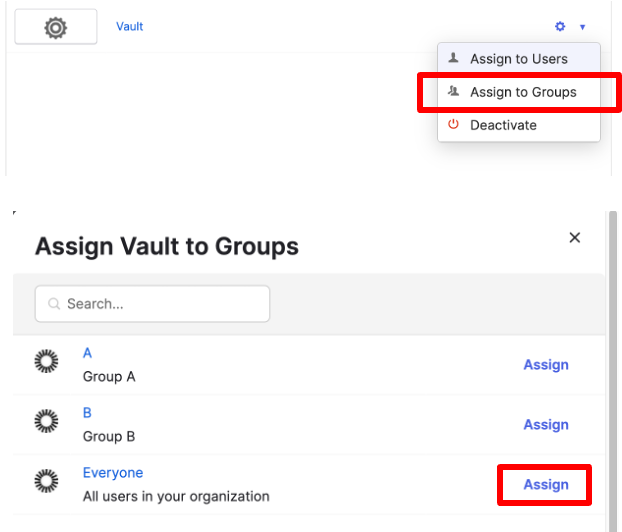 Vault
Assign to Users
Assign to Groups
Deactivate
Assign Vault to Groups
Search...
A
Group A
Assign
B
Group B
Assign
Everyone
All users in your organization
Assign